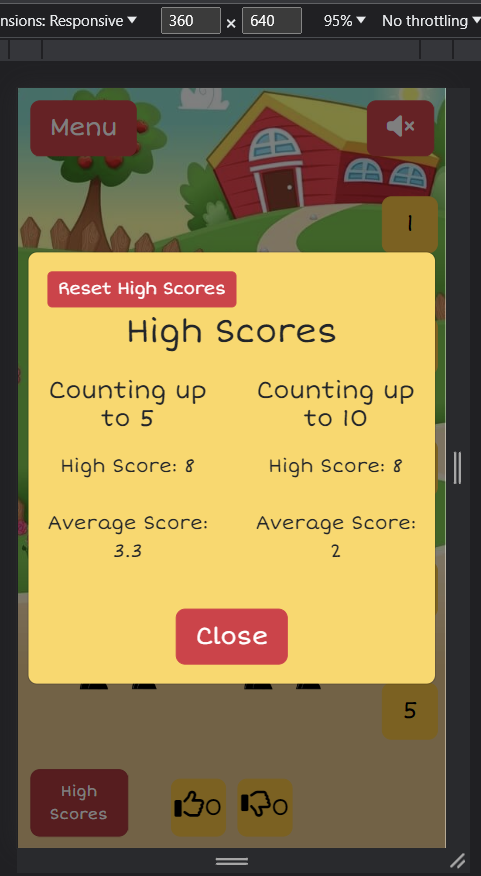 nsions: Responsive 360 × 640 95% No throttling
Menu
1
Reset High Scores
High Scores
Counting up
to 5
High Score: 8
Average Score:
3.3
Counting up
to 10
High Score: 8
Average Score:
2
Close
5
High
Scores
0
0